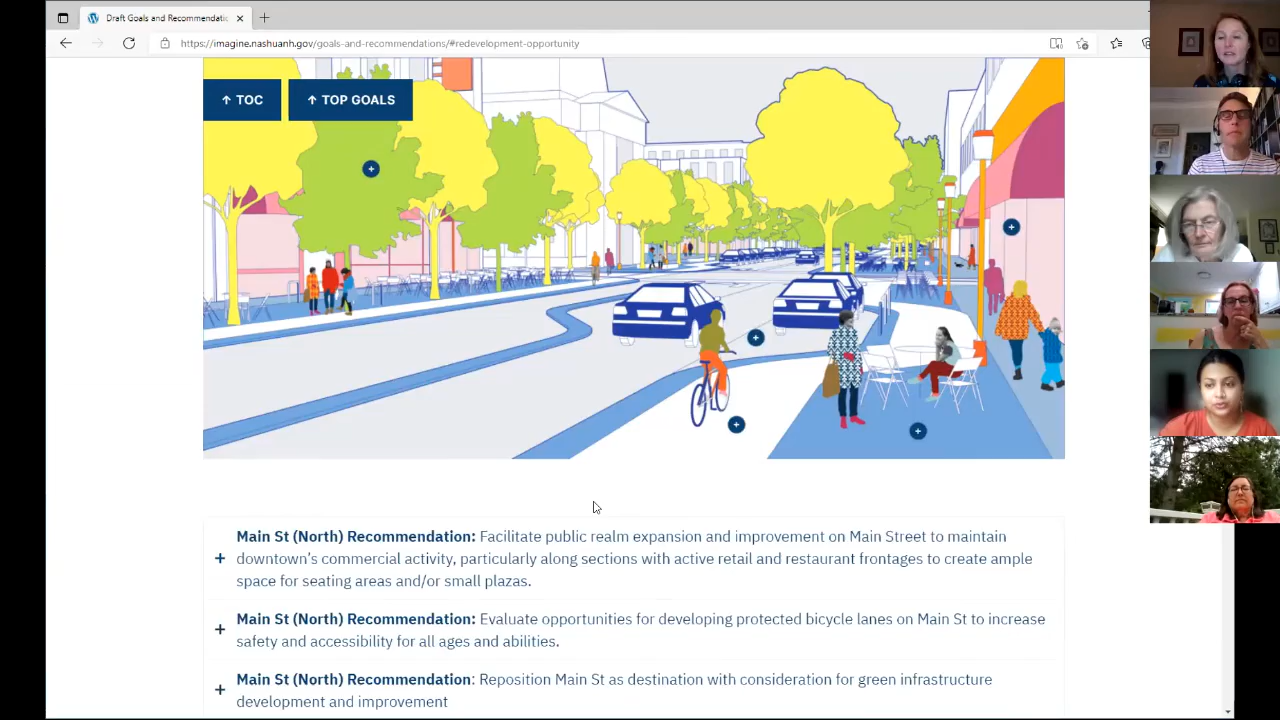 Draft Goals and Recommendatio
https://imagine.nashuanh.gov/goals-and-recommendations/#redevelopment-opportunity
↑ TOC
↑ TOP GOALS
Main St (North) Recommendation: Facilitate public realm expansion and improvement on Main Street to maintain
downtown's commercial activity, particularly along sections with active retail and restaurant frontages to create ample
space for seating areas and/or small plazas.
Main St (North) Recommendation: Evaluate opportunities for developing protected bicycle lanes on Main St to increase
safety and accessibility for all ages and abilities.
Main St (North) Recommendation: Reposition Main St as destination with consideration for green infrastructure
development and improvement